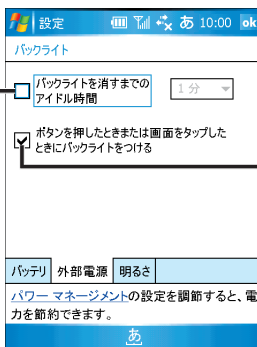 設定 あ 10:00 ok
バックライト
バックライトを消すまでの
アイドル時間
1 分
ボタンを押したときまたは画面をタップした
ときにバックライトをつける
バッテリ 外部電源 明るさ
パワー マネージメントの設定を調節すると、電
力を節約できます。
あ